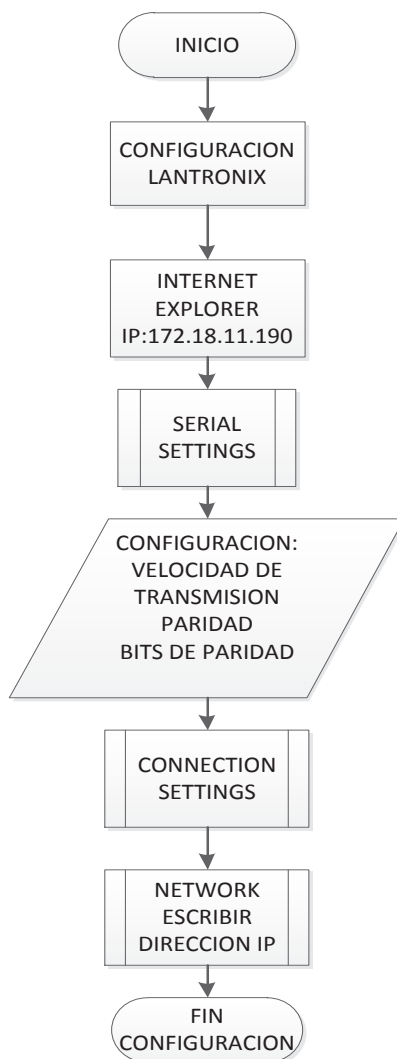 INICIO
CONFIGURACION
LANTRONIX
INTERNET
EXPLORER
IP:172.18.11.190
SERIAL
SETTINGS
CONFIGURACION:
VELOCIDAD DE
TRANSMISION
PARIDAD
BITS DE PARIDAD
CONNECTION
SETTINGS
NETWORK
ESCRIBIR
DIRECCION IP
FIN
CONFIGURACION